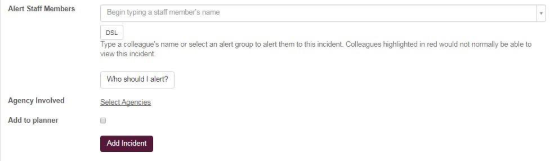 Alert Staff Members
Begin typing a staff member's name
DSL
Type a colleague's name or select an alert group to alert them to this incident. Colleagues highlighted in red would not normally be able to
view this incident.
Who should I alert?
Agency Involved
Select Agencies
Add to planner
Add Incident